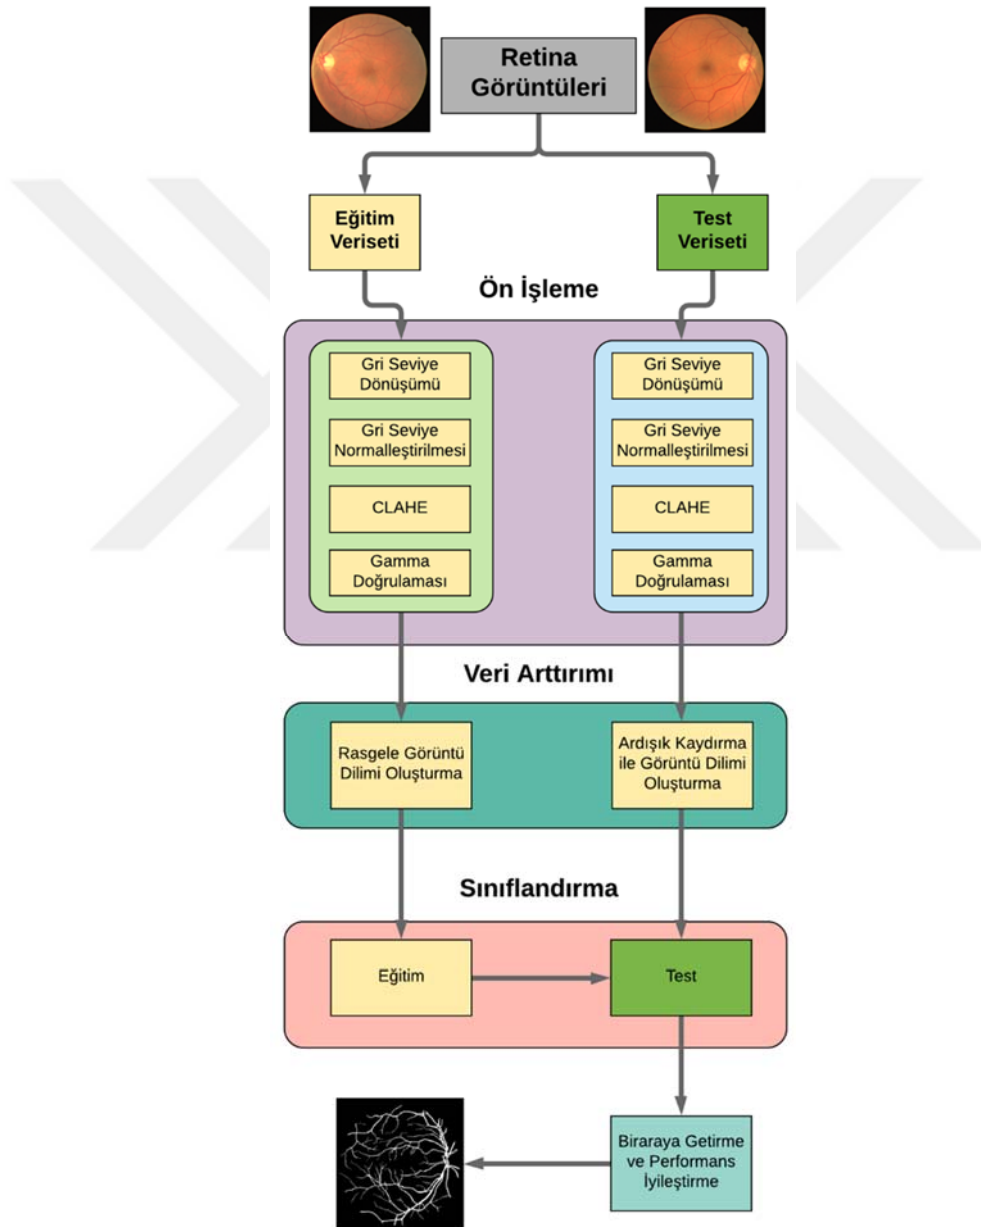 Retina
Görüntüleri
Eğitim
Veriseti
Test
Veriseti
Ön İşleme
Gri Seviye
Dönüşümü
Gri Seviye
Normalleştirilmesi
CLAHE
Gamma
Doğrulaması
Gri Seviye
Dönüşümü
Gri Seviye
Normalleştirilmesi
CLAHE
Gamma
Doğrulaması
Veri Arttırımı
Rasgele Görüntü
Dilimi Oluşturma
Ardışık Kaydırma
ile Görüntü Dilimi
Oluşturma
Sınıflandırma
Eğitim
Test
Biraraya Getirme
ve Performans
İyileştirme